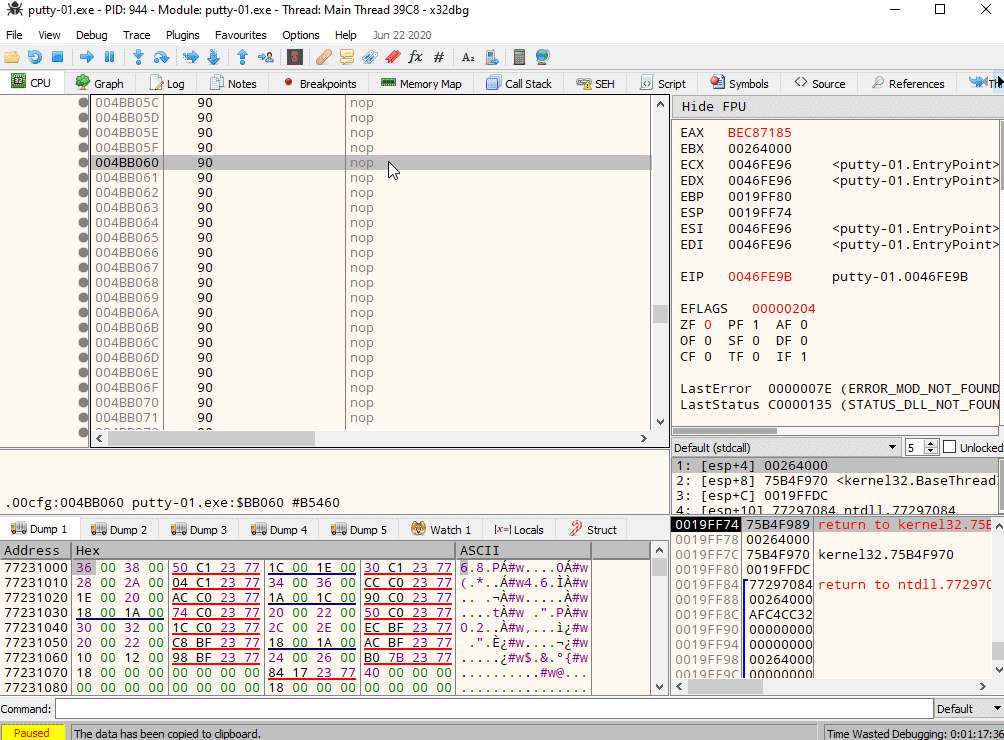 putty-01.exe - PID: 944 - Module: putty-01.exe - Thread: Main Thread 39C8 - x32dbg
File View Debug Trace Plugins Favourites Options Help Jun 22 2020
CPU Graph Log Notes Breakpoints Memory Map Call Stack SEH Script Symbols Source References
004BB05C 90 nop
004BB05D 90 nop
004BB05E 90 nop
004BB05F 90 nop
004BB060 90 nop
004BB061 90 nop
004BB062 90 nop
004BB063 90 nop
004BB064 90 nop
004BB065 90 nop
004BB066 90 nop
004BB067 90 nop
004BB068 90 nop
004BB069 90 nop
004BB06A 90 nop
004BB06B 90 nop
004BB06C 90 nop
004BB06D 90 nop
004BB06E 90 nop
004BB06F 90 nop
004BB070 90 nop
004BB071 90 nop
Hide FPU
EAX BEC87185
EBX 00264000
ECX 0046FE96 <putty-01.EntryPoint>
EDX 0046FE96 <putty-01.EntryPoint>
EBP 0019FF80
ESP 0019FF74
ESI 0046FE96 <putty-01.EntryPoint>
EDI 0046FE96 <putty-01.EntryPoint>
EIP 0046FE9B putty-01.0046FE9B
EFLAGS 00000204
ZF 0 PF 1 AF 0
OF 0 SF 0 DF 0
CF 0 TF 0 IF 1
LastError 0000007E (ERROR_MOD_NOT_FOUND
LastStatus C0000135 (STATUS_DLL_NOT_FOUN
Default (stdcall) 5 Unlocked
1: [esp+4] 00264000
2: [esp+8] 75B4F970 <kernel32.BaseThread
3: [esp+C] 0019FFDC
4: [esp+10] 77297084 ntdll.77297084
.00cfg:004BB060 putty-01.exe:$BB060 #B5460
Dump 1 Dump 2 Dump 3 Dump 4 Dump 5 Watch 1 [x=] Locals Struct
Address Hex ASCII
77231000 36 00 38 00 50 C1 23 77 1C 00 1E 00 30 C1 23 77 6.8.PÁ#w....0Á#w
77231010 28 00 2A 00 04 C1 23 77 34 00 36 00 CC C0 23 77 (.*..Á#w4.6.ÌÀ#w
77231020 1E 00 20 00 AC C0 23 77 1A 00 1C 00 90 C0 23 77 .. .¬À#w.....À#w
77231030 18 00 1A 00 74 C0 23 77 20 00 22 00 50 C0 23 77 ....tÀ#w .".PÀ#w
77231040 30 00 32 00 1C C0 23 77 2C 00 2E 00 EC BF 23 77 0.2..À#w,...ì¿#w
77231050 20 00 22 00 C8 BF 23 77 18 00 1A 00 AC BF 23 77 .".È¿#w....¬¿#w
77231060 10 00 12 00 98 BF 23 77 24 00 26 00 B0 7B 23 77 .....¿#w$.&.°{#w
77231070 18 00 00 00 00 00 00 00 84 17 23 77 40 00 00 00 ..........#w@...
77231080 00 00 00 00 00 00 00 00 18 00 00 00 00 00 00 00 ................
0019FF74 75B4F989 return to kernel32.75B
0019FF78 00264000
0019FF7C 75B4F970 kernel32.75B4F970
0019FF80 0019FFDC
0019FF84 77297084 return to ntdll.772970
0019FF88 00264000
0019FF8C AFC4CC32
0019FF90 00000000
0019FF94 00000000
0019FF98 00264000
0019FF9C 00000000
Command: Default
Paused The data has been copied to clipboard. Time Wasted Debugging: 0:01:17:36